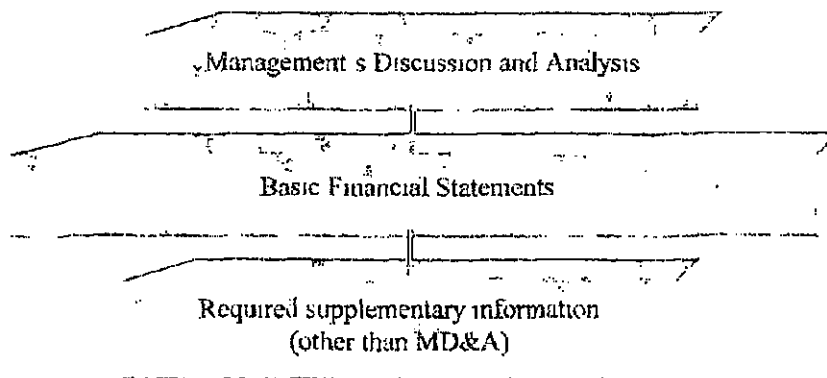 Management s Discussion and Analysis
Basic Financial Statements
Required supplementary information
(other than MD&A)